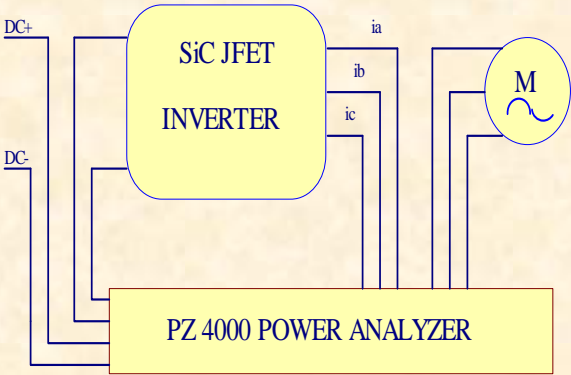 DC+
SiC JFET
INVERTER
ia
ib
ic
M
DC-
PZ 4000 POWER ANALYZER